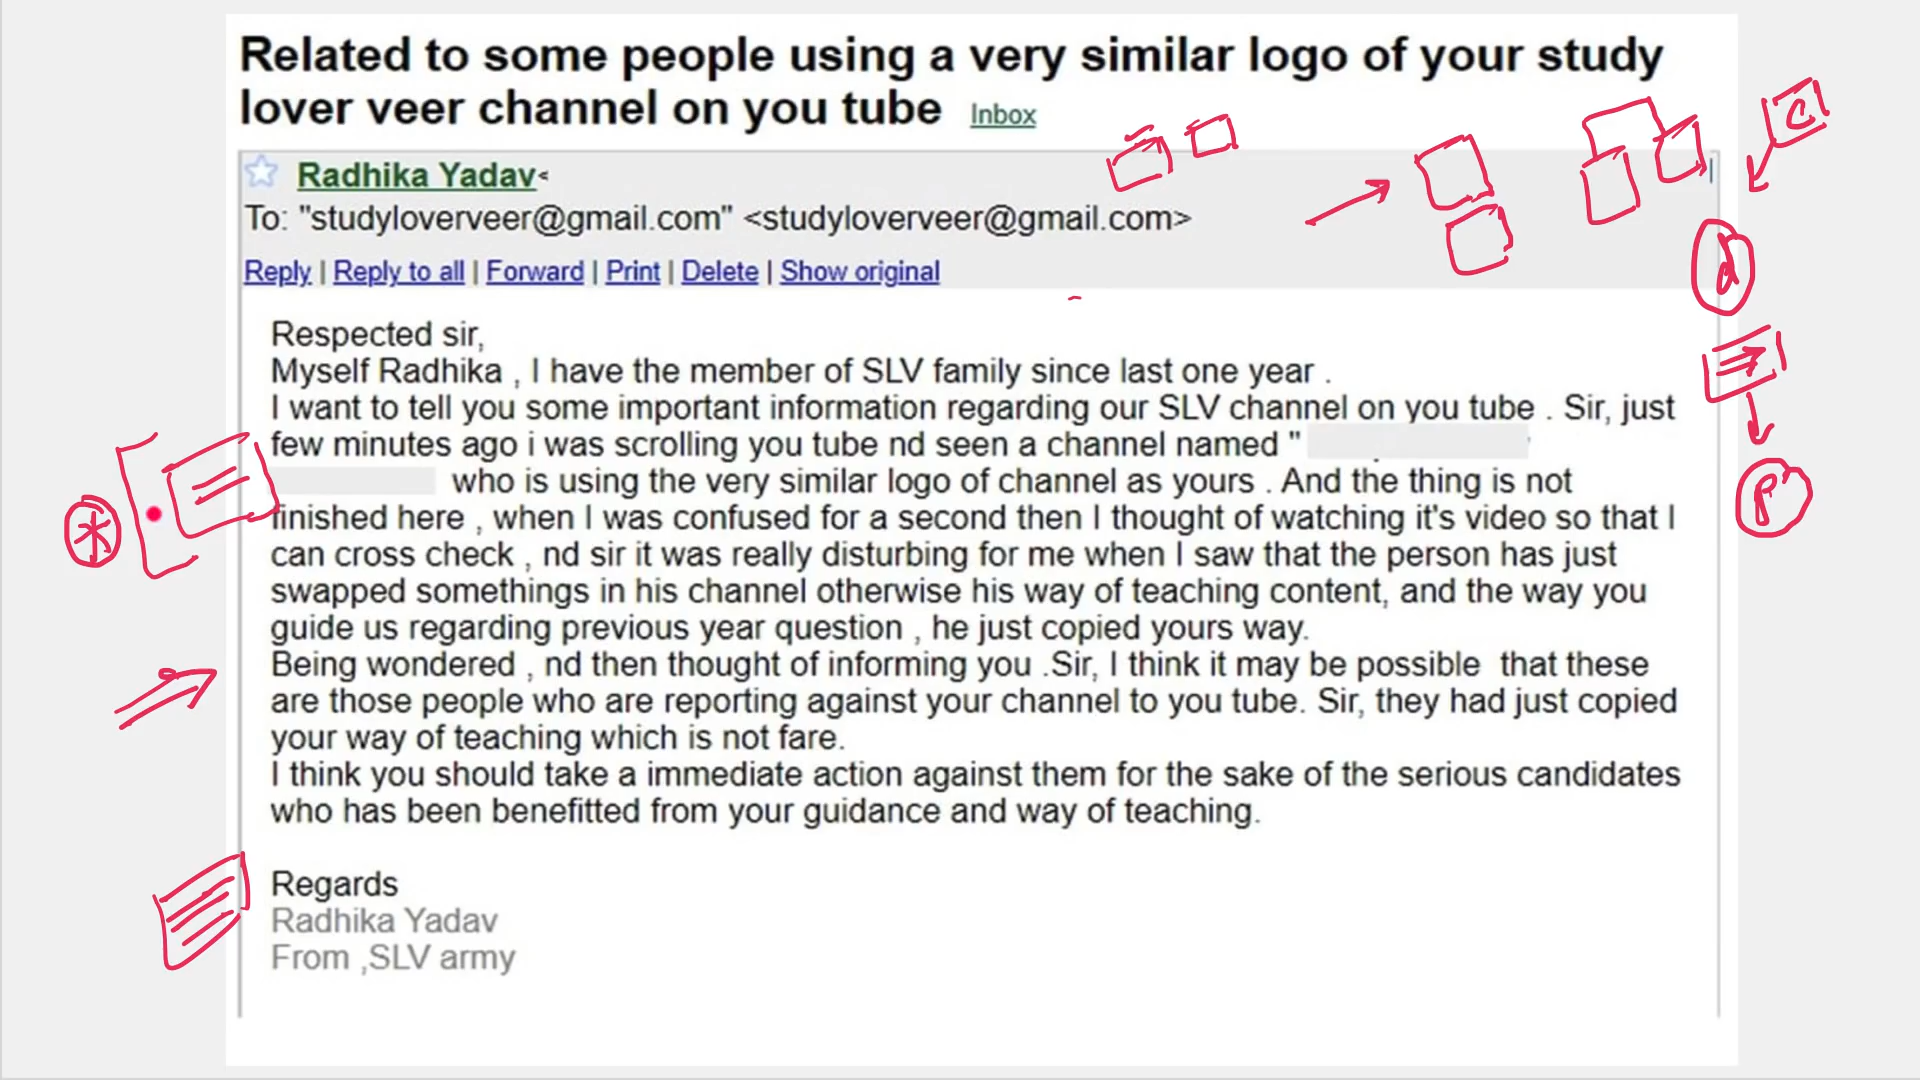 Related to some people using a very similar logo of your study
lover veer channel on you tube Inbox
Radhika Yadav<
To: "studyloverveer@gmail.com" <studyloverveer@gmail.com>
Reply | Reply to all | Forward | Print | Delete | Show original
Respected sir,
Myself Radhika , I have the member of SLV family since last one year .
I want to tell you some important information regarding our SLV channel on you tube . Sir, just
few minutes ago i was scrolling you tube nd seen a channel named "
who is using the very similar logo of channel as yours . And the thing is not
finished here , when I was confused for a second then I thought of watching it's video so that I
can cross check , nd sir it was really disturbing for me when I saw that the person has just
swapped somethings in his channel otherwise his way of teaching content, and the way you
guide us regarding previous year question , he just copied yours way.
Being wondered , nd then thought of informing you .Sir, I think it may be possible  that these
are those people who are reporting against your channel to you tube. Sir, they had just copied
your way of teaching which is not fare.
I think you should take a immediate action against them for the sake of the serious candidates
who has been benefitted from your guidance and way of teaching.
Regards
Radhika Yadav
From ,SLV army
C
P